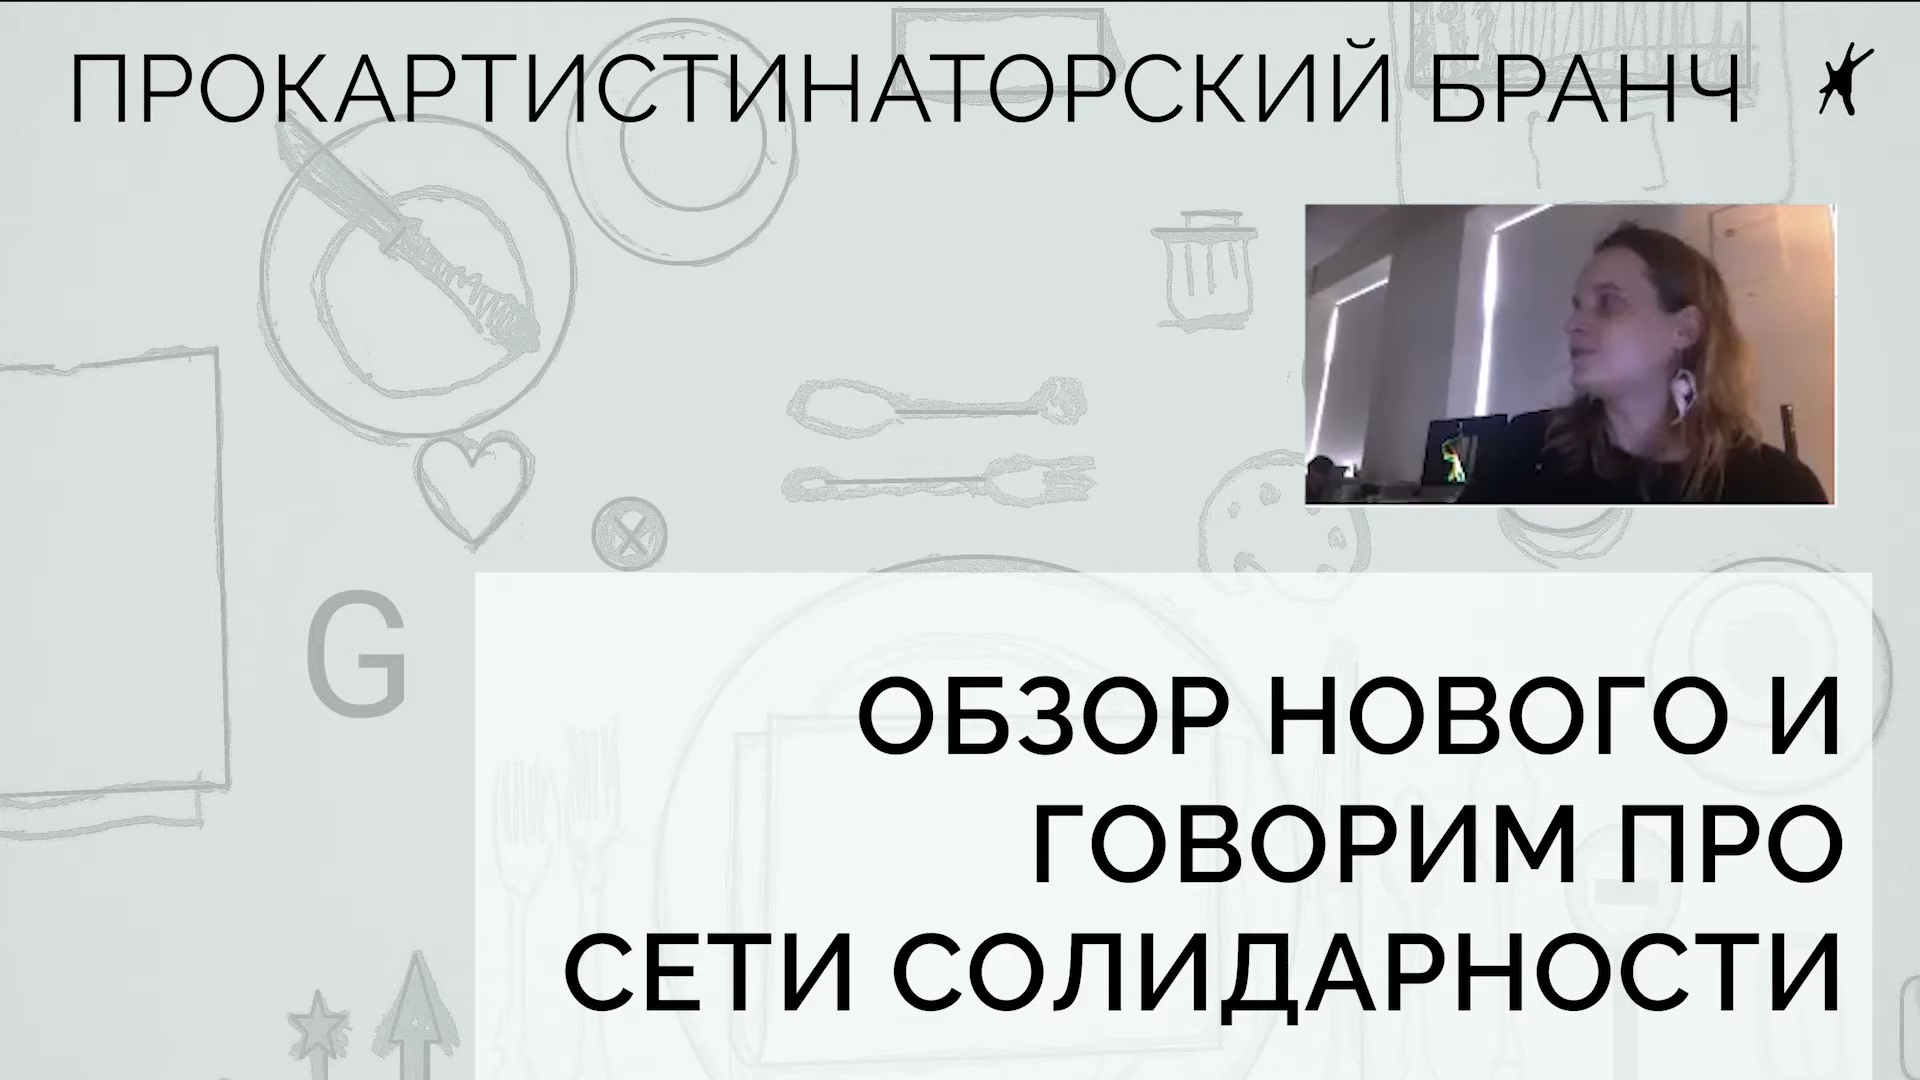 ПРОКАРТИСТИНАТОРСКИЙ БРАНЧ
G
ОБЗОР НОВОГО И
ГОВОРИМ ПРО
СЕТИ СОЛИДАРНОСТИ